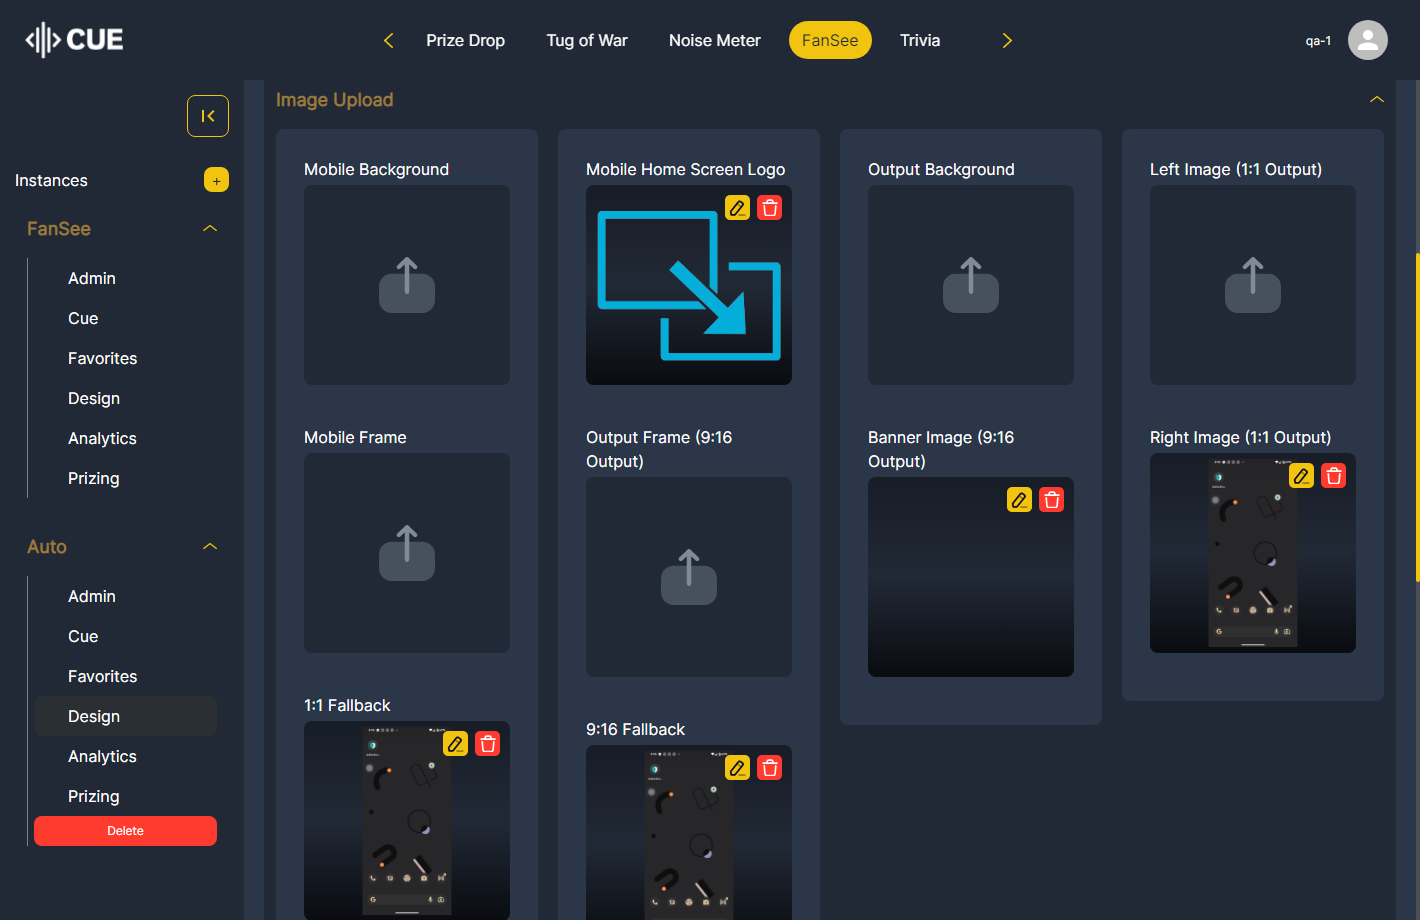 CUE
Prize Drop
Tug of War
Noise Meter
FanSee
Trivia
qa-1
Instances
+
FanSee
Admin
Cue
Favorites
Design
Analytics
Prizing
Auto
Admin
Cue
Favorites
Design
Analytics
Prizing
Delete
Image Upload
Mobile Background
Mobile Home Screen Logo
Output Background
Left Image (1:1 Output)
Mobile Frame
Output Frame (9:16
Output)
Banner Image (9:16
Output)
Right Image (1:1 Output)
1:1 Fallback
9:16 Fallback